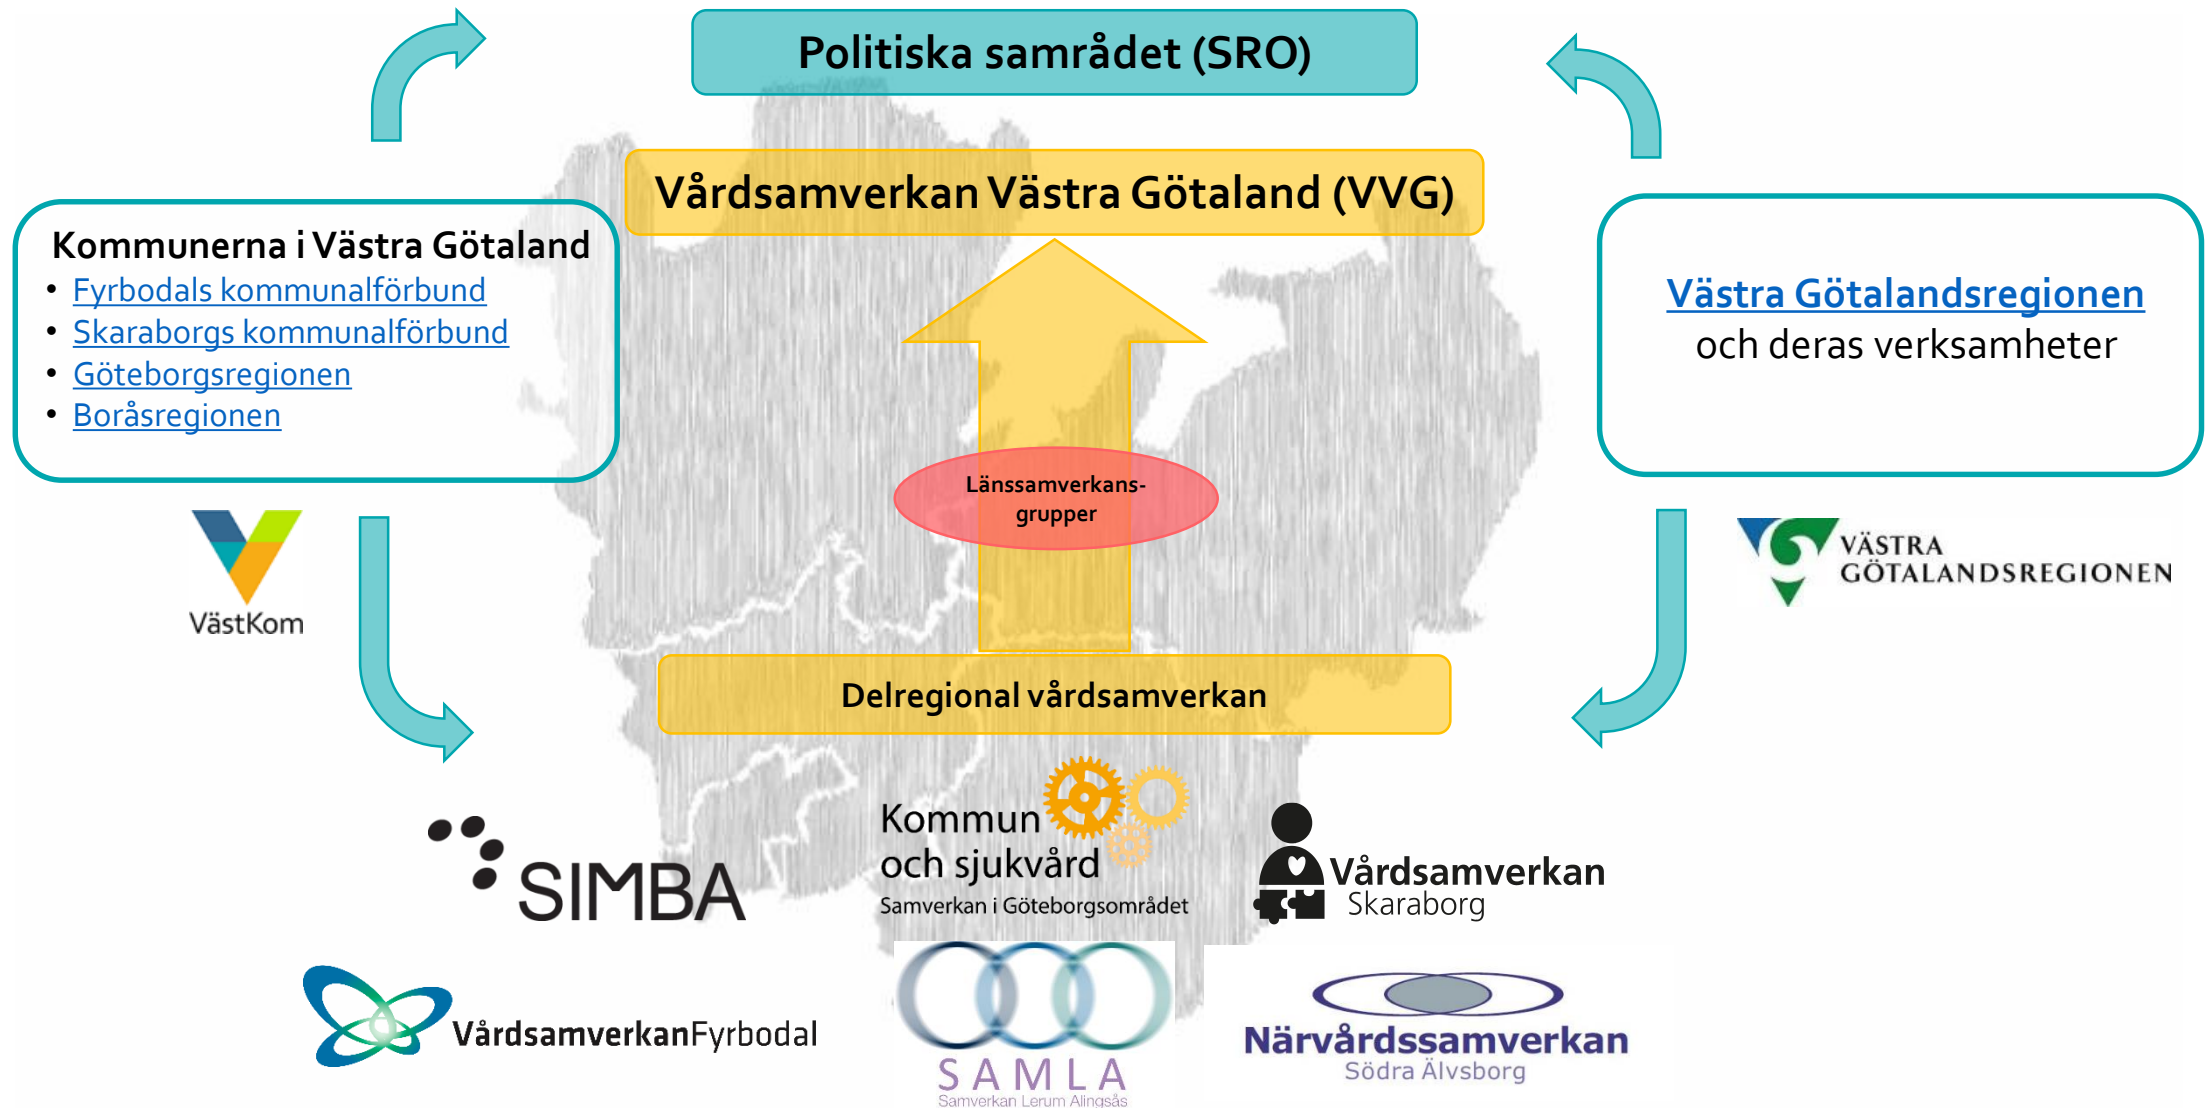 Politiska samrådet (SRO)
Vårdsamverkan Västra Götaland (VVG)
Kommunerna i Västra Götaland
• Fyrbodals kommunalförbund
• Skaraborgs kommunalförbund
• Göteborgsregionen
• Boråsregionen
Västra Götalandsregionen
och deras verksamheter
Länssamverkans-
grupper
VästKom
VÄSTRA
GÖTALANDSREGIONEN
Delregional vårdsamverkan
SIMBA
Kommun
och sjukvård
Samverkan i Göteborgsområdet
Vårdsamverkan
Skaraborg
VårdsamverkanFyrbodal
SAMLA
Samverkan Lerum Alingsås
Närvårdssamverkan
Södra Älvsborg